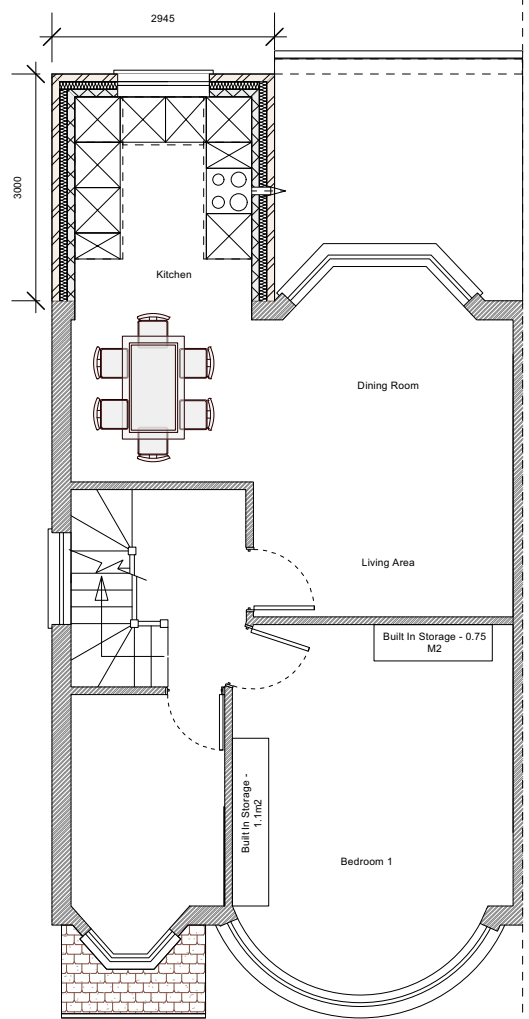 2945
3000
Kitchen
Dining Room
Living Area
Built In Storage - 0.75
M2
Built In Storage -
1.1m2
Bedroom 1